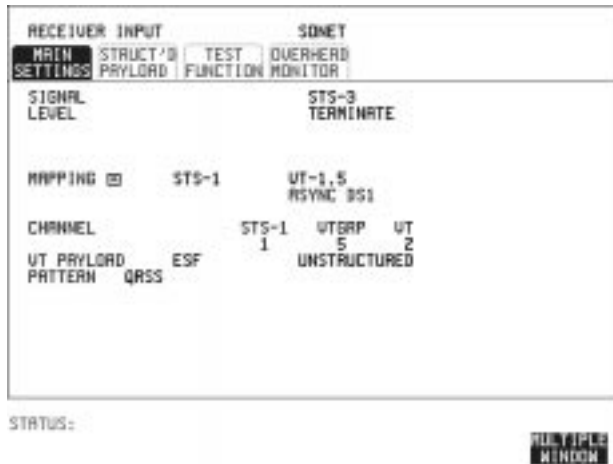 RECEIVER INPUT SONET
MAIN SETTINGS STRUCT'D PAYLOAD TEST FUNCTION OVERHEAD MONITOR
SIGNAL STS-3
LEVEL TERMINATE
MAPPING STS-1 VT-1.5
ASYNC DS1
CHANNEL STS-1 VTGRP VT
1 5 2
VT PAYLOAD ESF UNSTRUCTURED
PATTERN QRSS
STATUS:
MULTIPLE
WINDOW